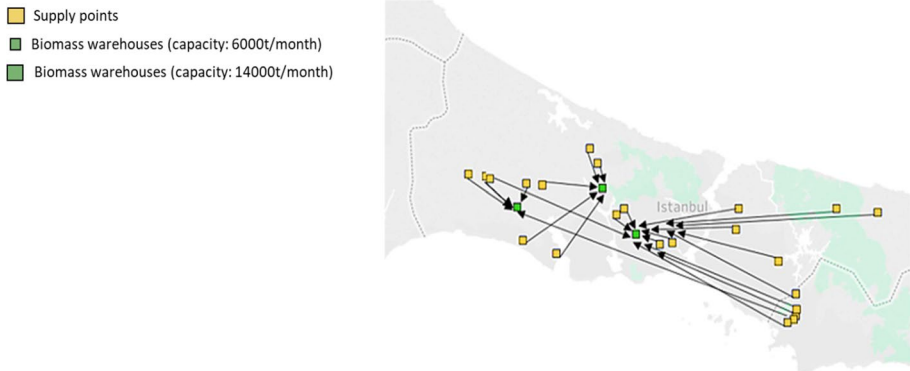 Supply points
Biomass warehouses (capacity: 6000t/month)
Biomass warehouses (capacity: 14000t/month)
Istanbul